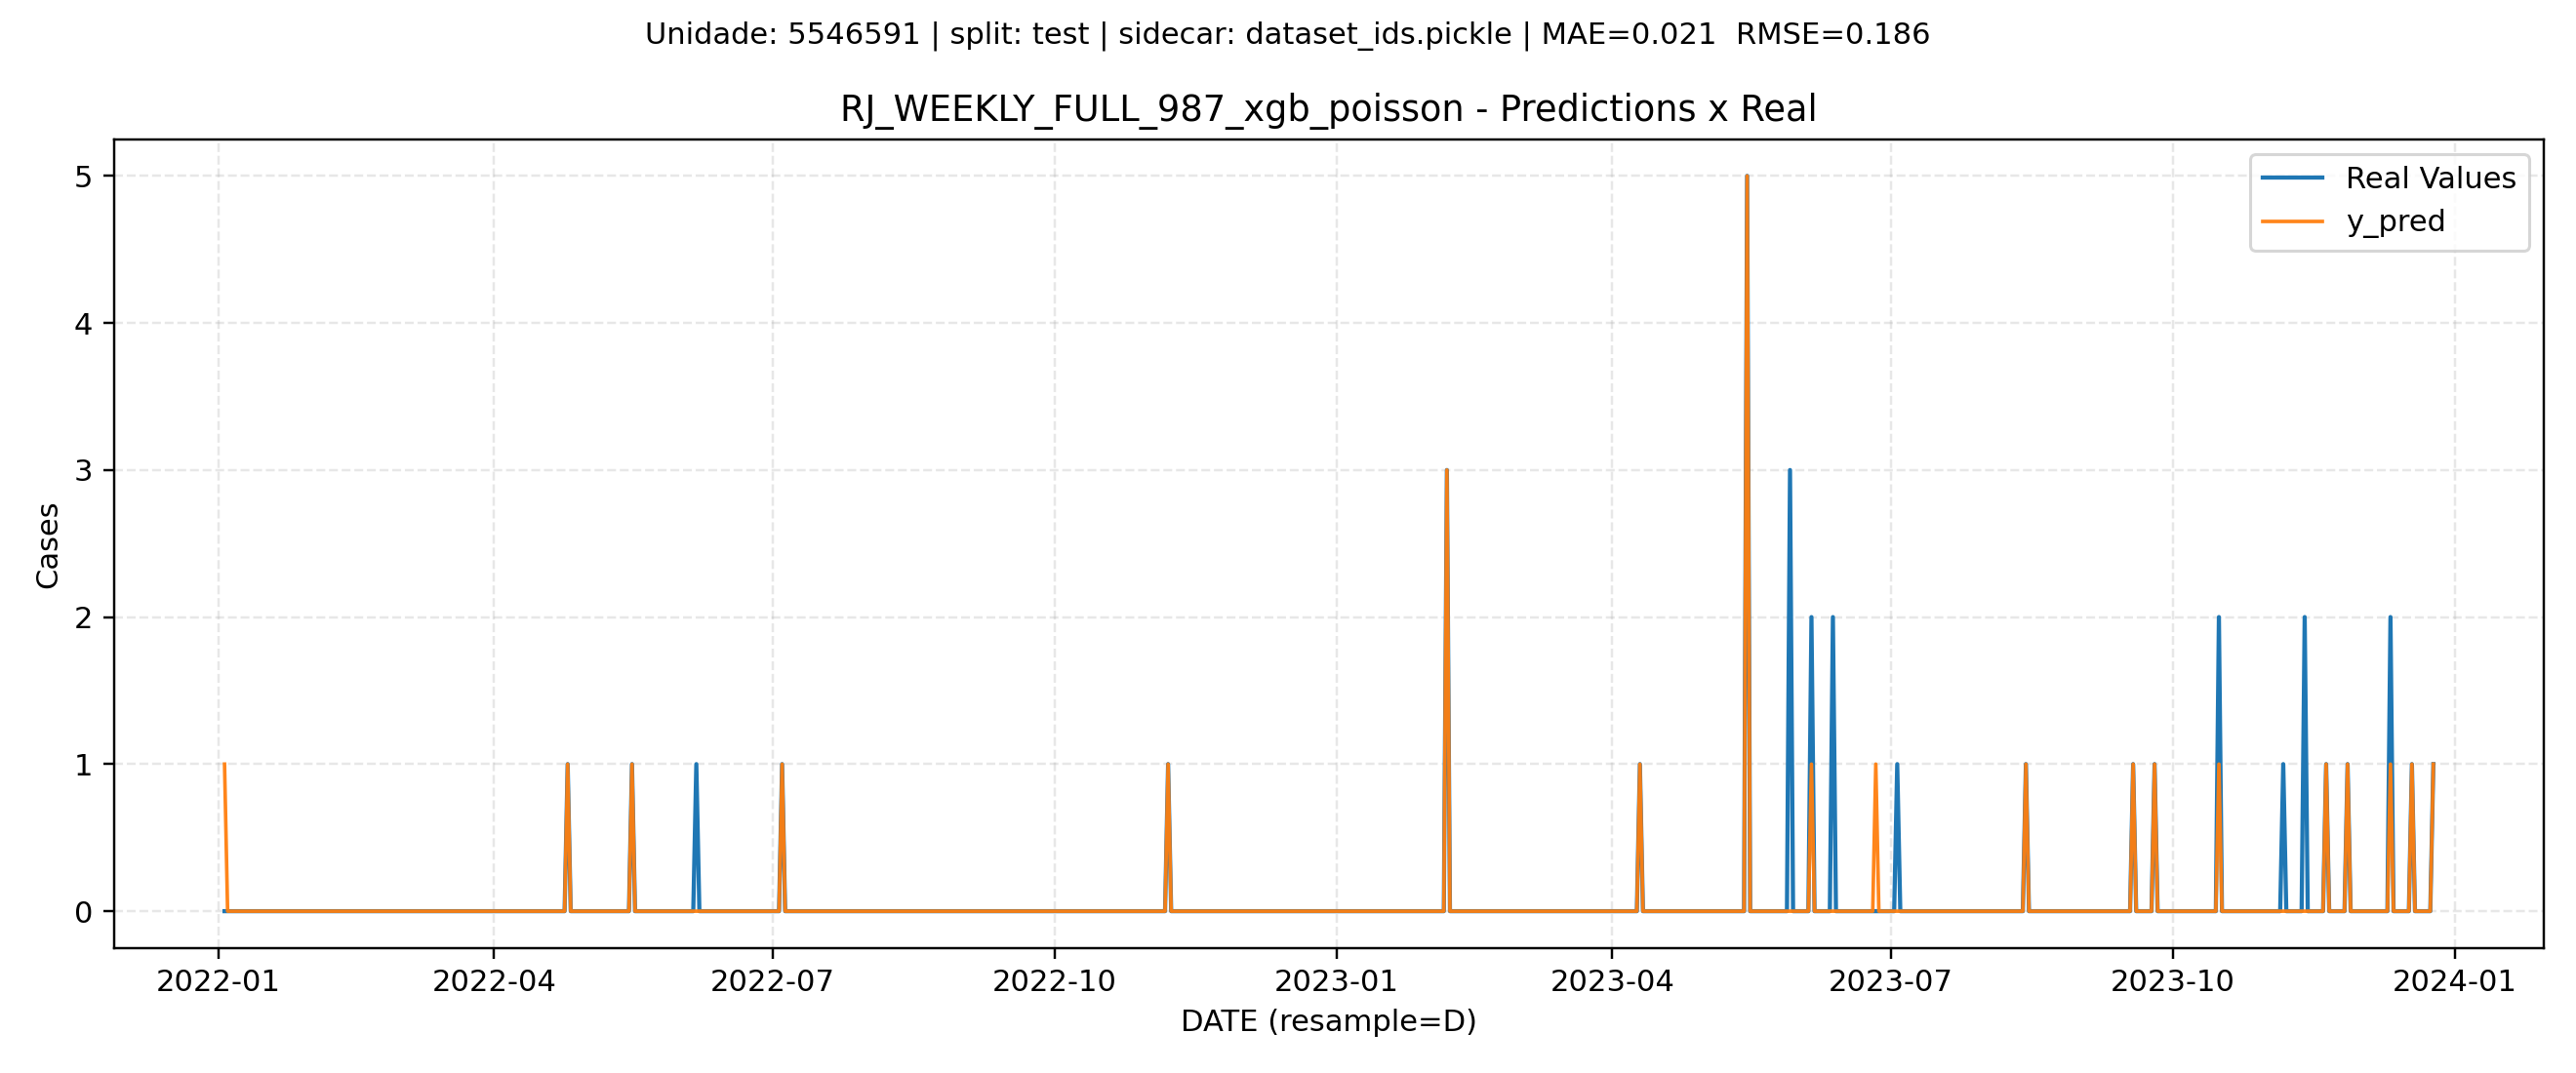 Unidade: 5546591 | split: test | sidecar: dataset_ids.pickle | MAE=0.021  RMSE=0.186
RJ_WEEKLY_FULL_987_xgb_poisson - Predictions x Real
Real Values
y_pred
Cases
5
4
3
2
1
0
2022-01 2022-04 2022-07 2022-10 2023-01 2023-04 2023-07 2023-10 2024-01
DATE (resample=D)